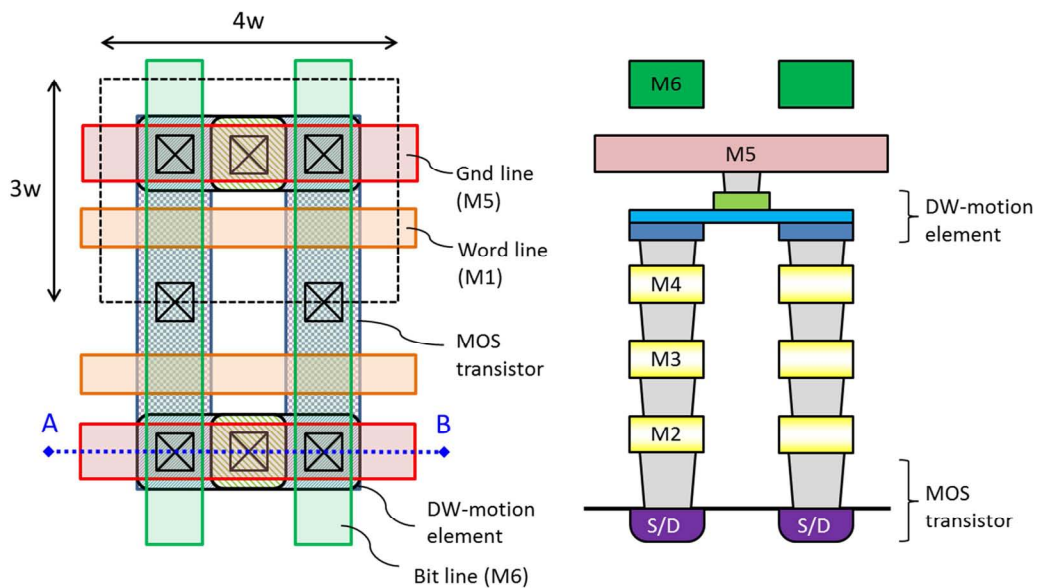 4w
3w
Gnd line
(M5)
Word line
(M1)
MOS
transistor
A
B
DW-motion
element
Bit line (M6)
M6
M5
DW-motion
element
M4
M3
M2
MOS
transistor
S/D
S/D